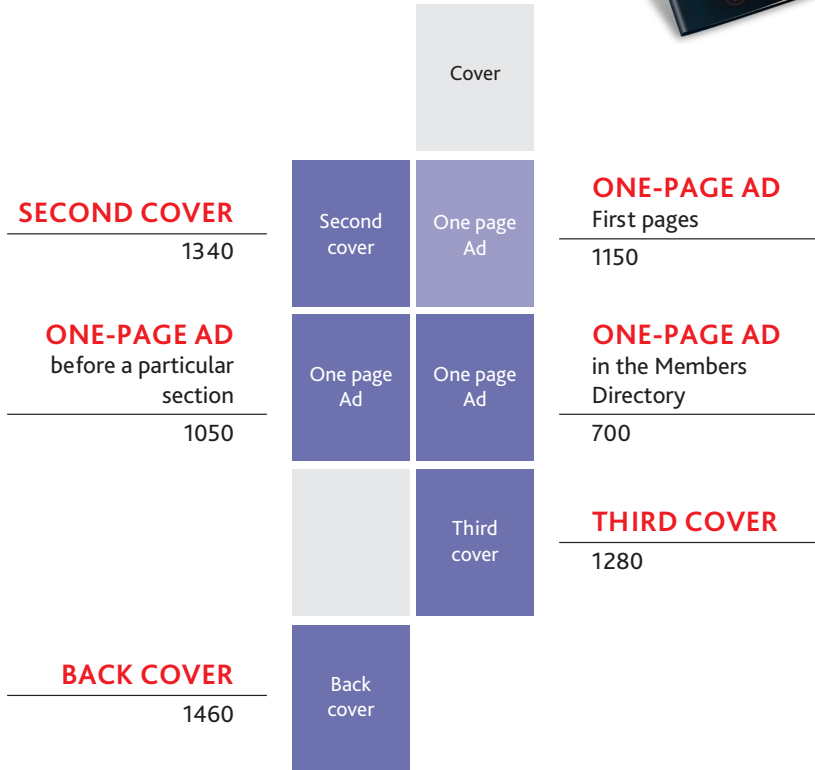 Cover
SECOND COVER
1340
Second
cover
One page
Ad
ONE-PAGE AD
First pages
1150
ONE-PAGE AD
before a particular
section
1050
One page
Ad
One page
Ad
ONE-PAGE AD
in the Members
Directory
700
Third
cover
THIRD COVER
1280
BACK COVER
1460
Back
cover